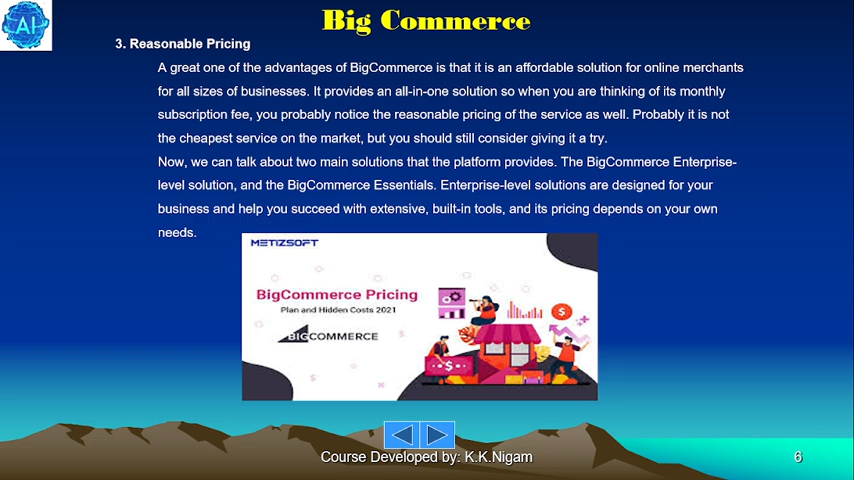 AI
Big Commerce
3. Reasonable Pricing
A great one of the advantages of BigCommerce is that it is an affordable solution for online merchants
for all sizes of businesses. It provides an all-in-one solution so when you are thinking of its monthly
subscription fee, you probably notice the reasonable pricing of the service as well. Probably it is not
the cheapest service on the market, but you should still consider giving it a try.
Now, we can talk about two main solutions that the platform provides. The BigCommerce Enterprise-
level solution, and the BigCommerce Essentials. Enterprise-level solutions are designed for your
business and help you succeed with extensive, built-in tools, and its pricing depends on your own
needs.
METIZSOFT
BigCommerce Pricing
Plan and Hidden Costs 2021
BIGCOMMERCE
$
$
Course Developed by: K.K.Nigam
6